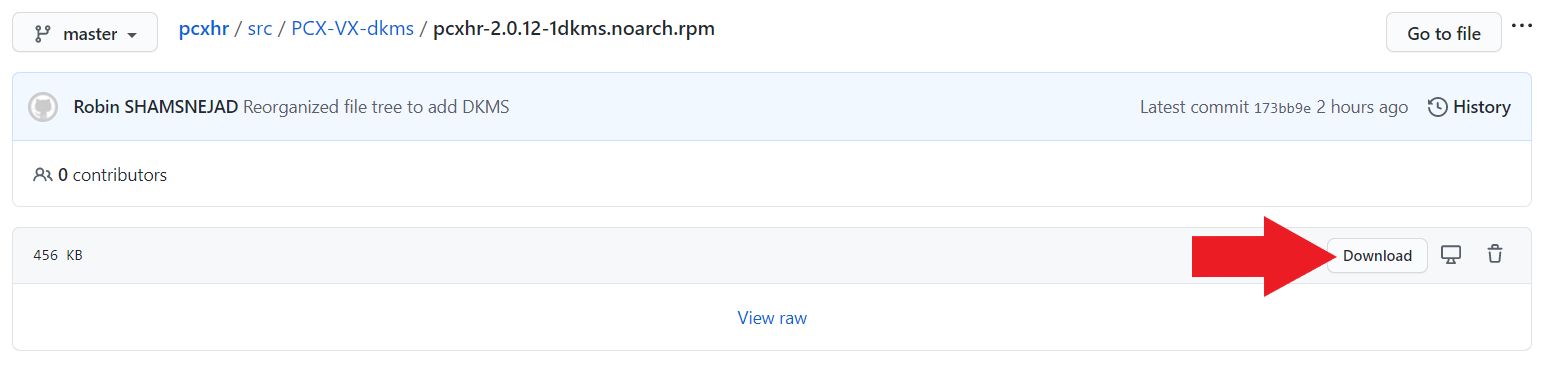 master pcxhr / src / PCX-VX-dkms / pcxhr-2.0.12-1dkms.noarch.rpm Go to file ...
Robin SHAMSNEJAD Reorganized file tree to add DKMS Latest commit 173bb9e 2 hours ago History
0 contributors
456 KB Download
View raw